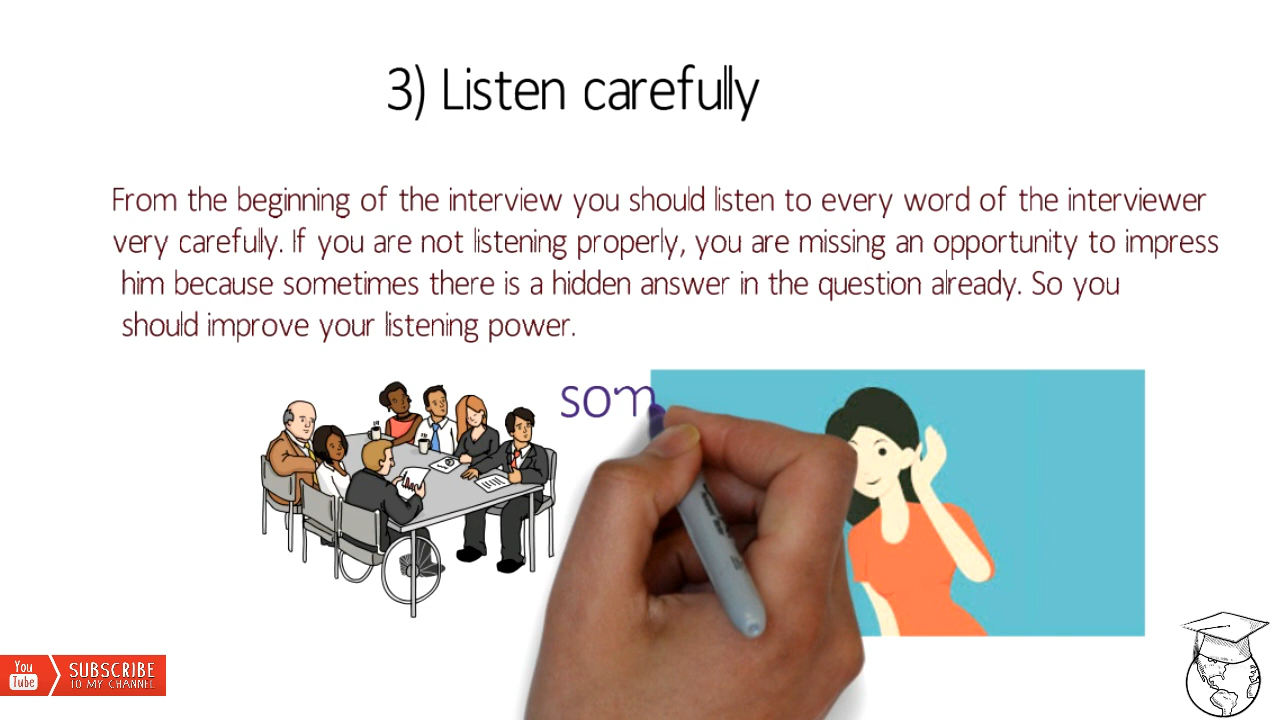 3) Listen carefully
From the beginning of the interview you should listen to every word of the interviewer
very carefully. If you are not listening properly, you are missing an opportunity to impress
him because sometimes there is a hidden answer in the question already. So you
should improve your listening power.
som
You
Tube
SUBSCRIBE
TO MY CHANNEL